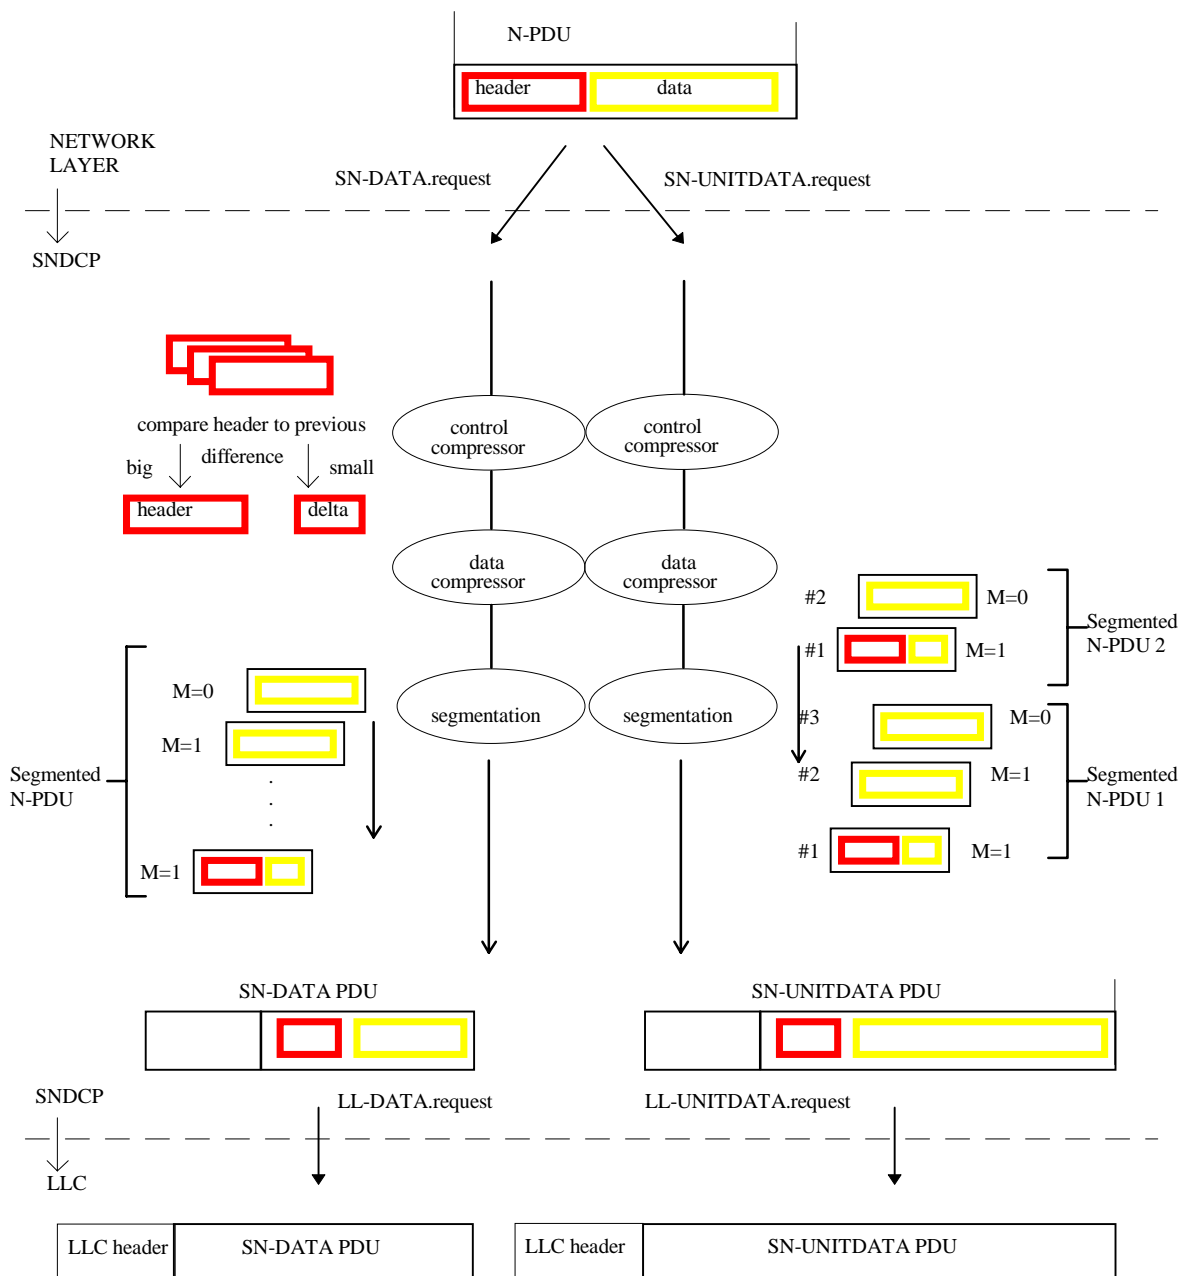 N-PDU
header data
NETWORK
LAYER
SN-DATA.request
SN-UNITDATA.request
SNDCP
compare header to previous
difference
big
small
header
delta
control
compressor
control
compressor
data
compressor
data
compressor
segmentation
segmentation
M=0
M=1
.
.
.
M=1
Segmented
N-PDU
#2
M=0
#1
M=1
Segmented
N-PDU 2
#3
M=0
#2
M=1
#1
M=1
Segmented
N-PDU 1
SN-DATA PDU
SN-UNITDATA PDU
SNDCP
LL-DATA.request
LL-UNITDATA.request
LLC
LLC header
SN-DATA PDU
LLC header
SN-UNITDATA PDU